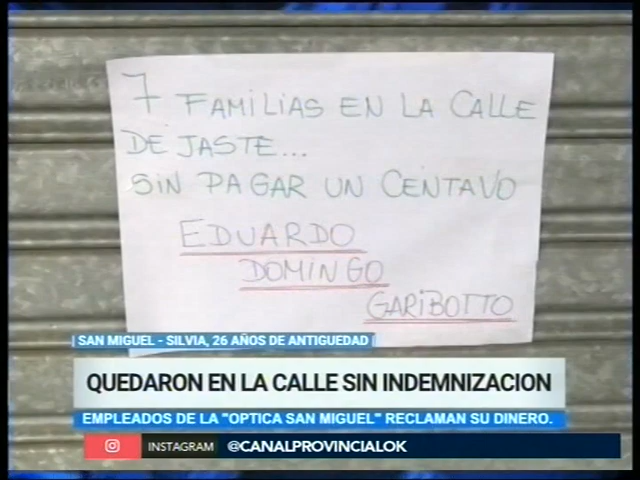 7 FAMILIAS EN LA CALLE
DEJASTE...
SIN PAGAR UN CENTAVO
EDUARDO
DOMINGO
GARIBOTTO
SAN MIGUEL - SILVIA, 26 AÑOS DE ANTIGUEDAD
QUEDARON EN LA CALLE SIN INDEMNIZACION
EMPLEADOS DE LA "OPTICA SAN MIGUEL" RECLAMAN SU DINERO.
INSTAGRAM @CANALPROVINCIALOK